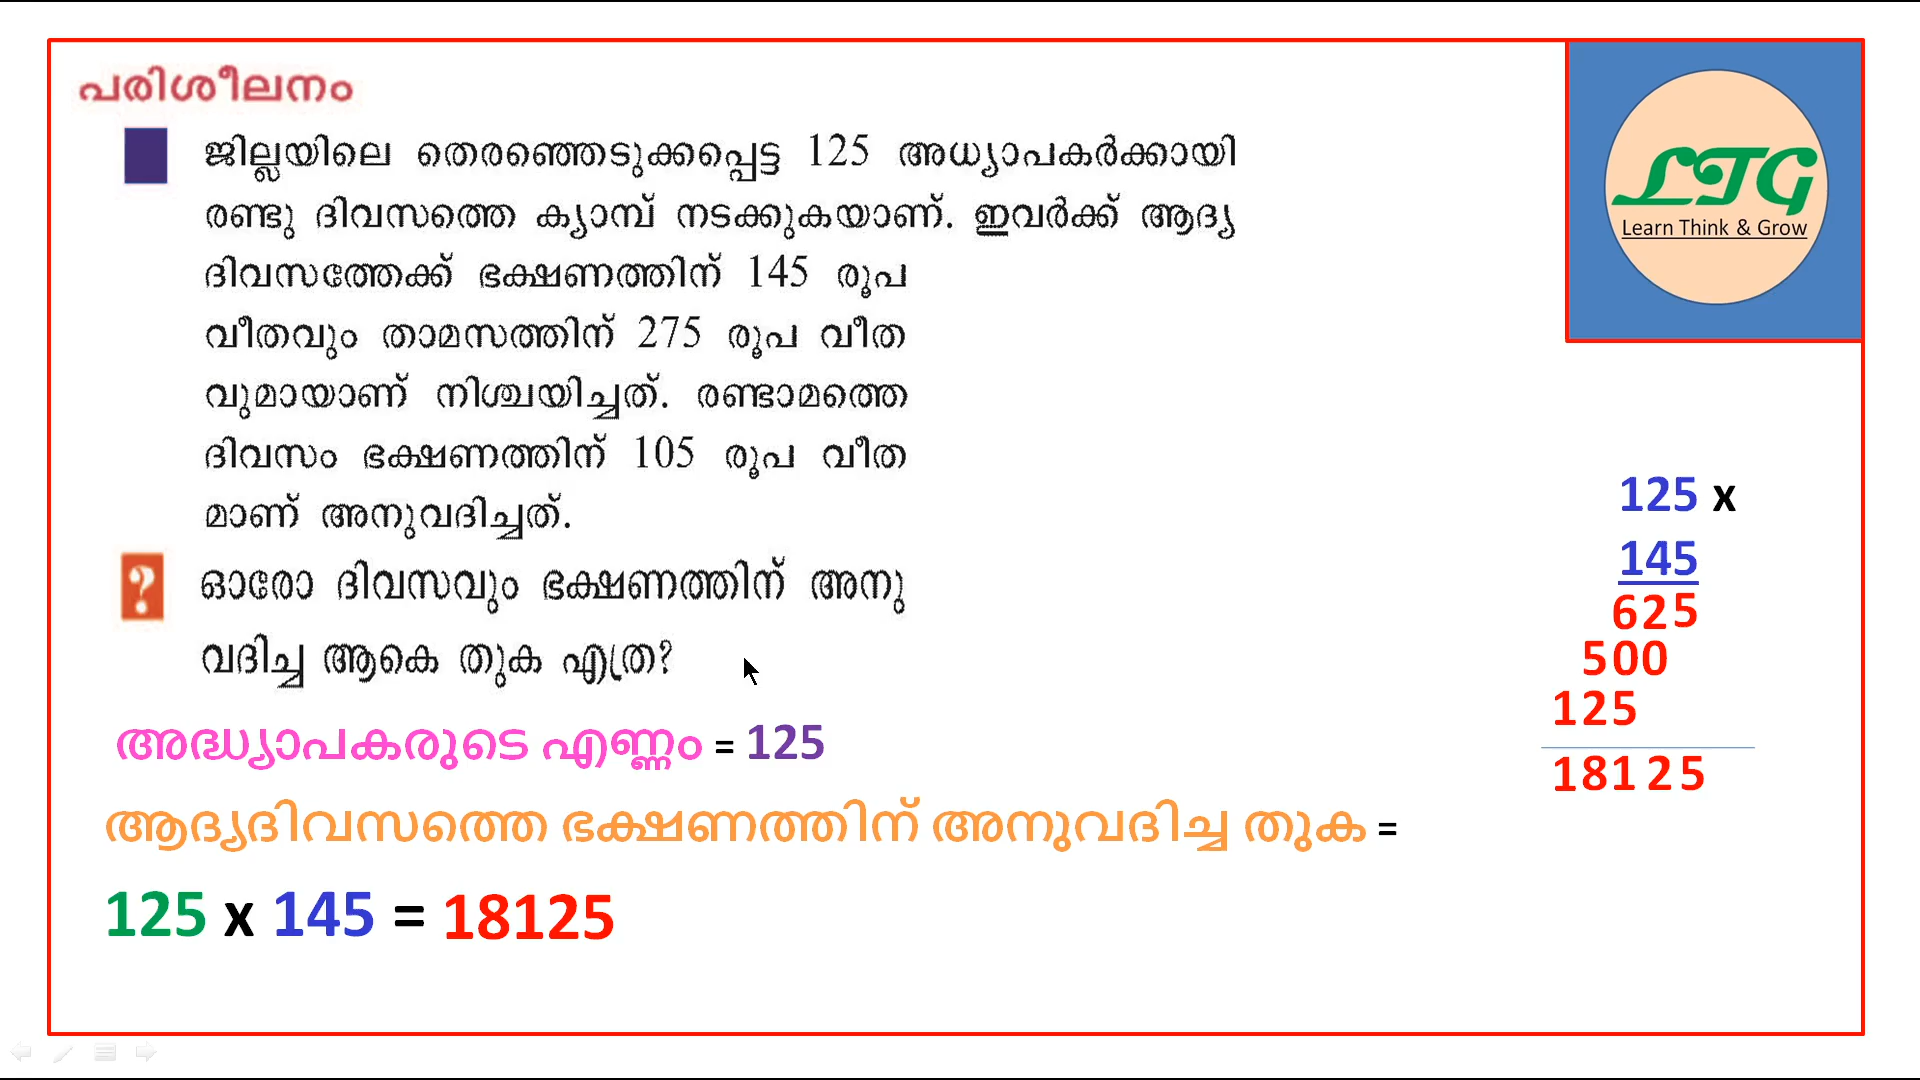 പരിശീലനം
ജില്ലയിലെ തെരഞ്ഞെടുക്കപ്പെട്ട 125 അധ്യാപകർക്കായി
രണ്ടു ദിവസത്തെ ക്യാമ്പ് നടക്കുകയാണ്. ഇവർക്ക് ആദ്യ
ദിവസത്തേക്ക് ഭക്ഷണത്തിന് 145 രൂപ
വീതവും താമസത്തിന് 275 രൂപ വീത
വുമായാണ് നിശ്ചയിച്ചത്. രണ്ടാമത്തെ
ദിവസം ഭക്ഷണത്തിന് 105 രൂപ വീത
മാണ് അനുവദിച്ചത്.
? ഓരോ ദിവസവും ഭക്ഷണത്തിന് അനു
വദിച്ച ആകെ തുക എത്ര?
അദ്ധ്യാപകരുടെ എണ്ണം = 125
ആദ്യദിവസത്തെ ഭക്ഷണത്തിന് അനുവദിച്ച തുക =
125 x 145 = 18125
LTG
Learn Think & Grow
125 x
145
625
500
125
18125